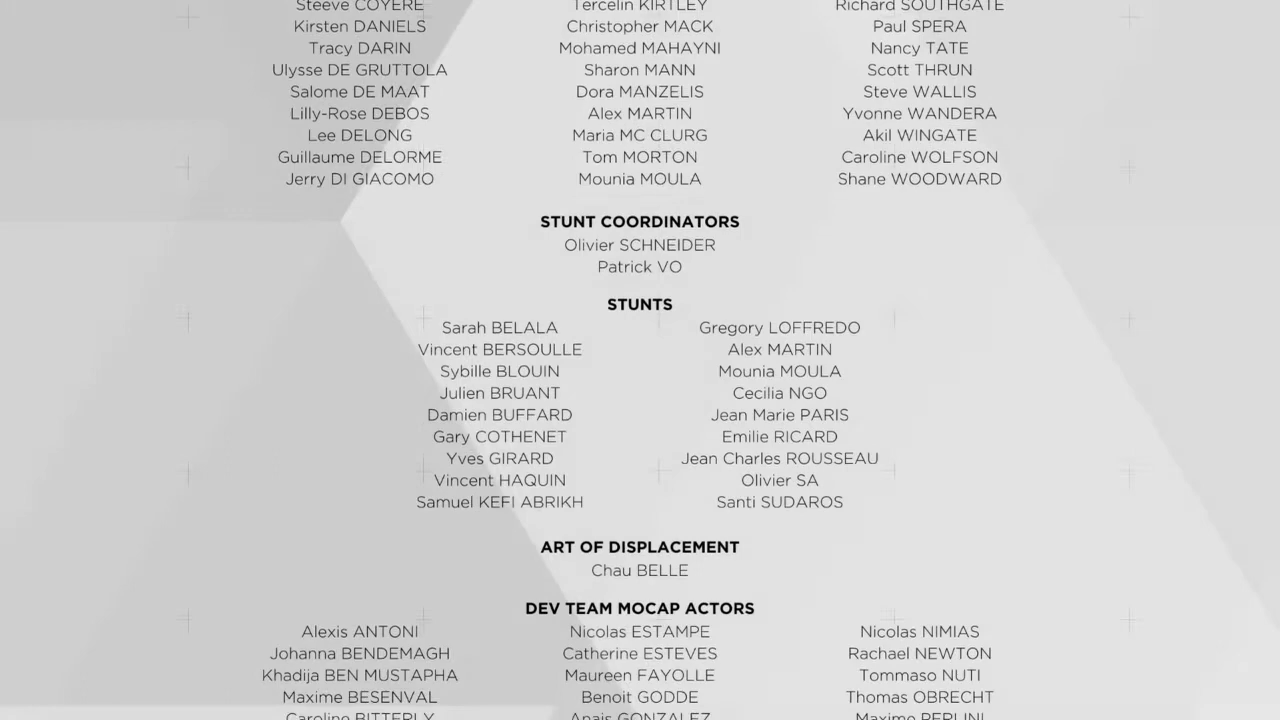 Steeve COYERE Tercelin KIRTLEY Richard SOUTHGATE
Kirsten DANIELS Christopher MACK Paul SPERA
Tracy DARIN Mohamed MAHAYNI Nancy TATE
Ulysse DE GRUTTOLA Sharon MANN Scott THRUN
Salome DE MAAT Dora MANZELIS Steve WALLIS
Lilly-Rose DEBOS Alex MARTIN Yvonne WANDERA
Lee DELONG Maria MC CLURG Akil WINGATE
Guillaume DELORME Tom MORTON Caroline WOLFSON
Jerry DI GIACOMO Mounia MOULA Shane WOODWARD
STUNT COORDINATORS
Olivier SCHNEIDER
Patrick VO
STUNTS
Sarah BELALA Gregory LOFFREDO
Vincent BERSOULLE Alex MARTIN
Sybille BLOUIN Mounia MOULA
Julien BRUANT Cecilia NGO
Damien BUFFARD Jean Marie PARIS
Gary COTHENET Emilie RICARD
Yves GIRARD Jean Charles ROUSSEAU
Vincent HAQUIN Olivier SA
Samuel KEFI ABRIKH Santi SUDAROS
ART OF DISPLACEMENT
Chau BELLE
DEV TEAM MOCAP ACTORS
Alexis ANTONI Nicolas ESTAMPE Nicolas NIMIAS
Johanna BENDEMAGH Catherine ESTEVES Rachael NEWTON
Khadija BEN MUSTAPHA Maureen FAYOLLE Tommaso NUTI
Maxime BESENVAL Benoit GODDE Thomas OBRECHT
Caroline BITTERLY Anais GONZALEZ Maxime PERLINI